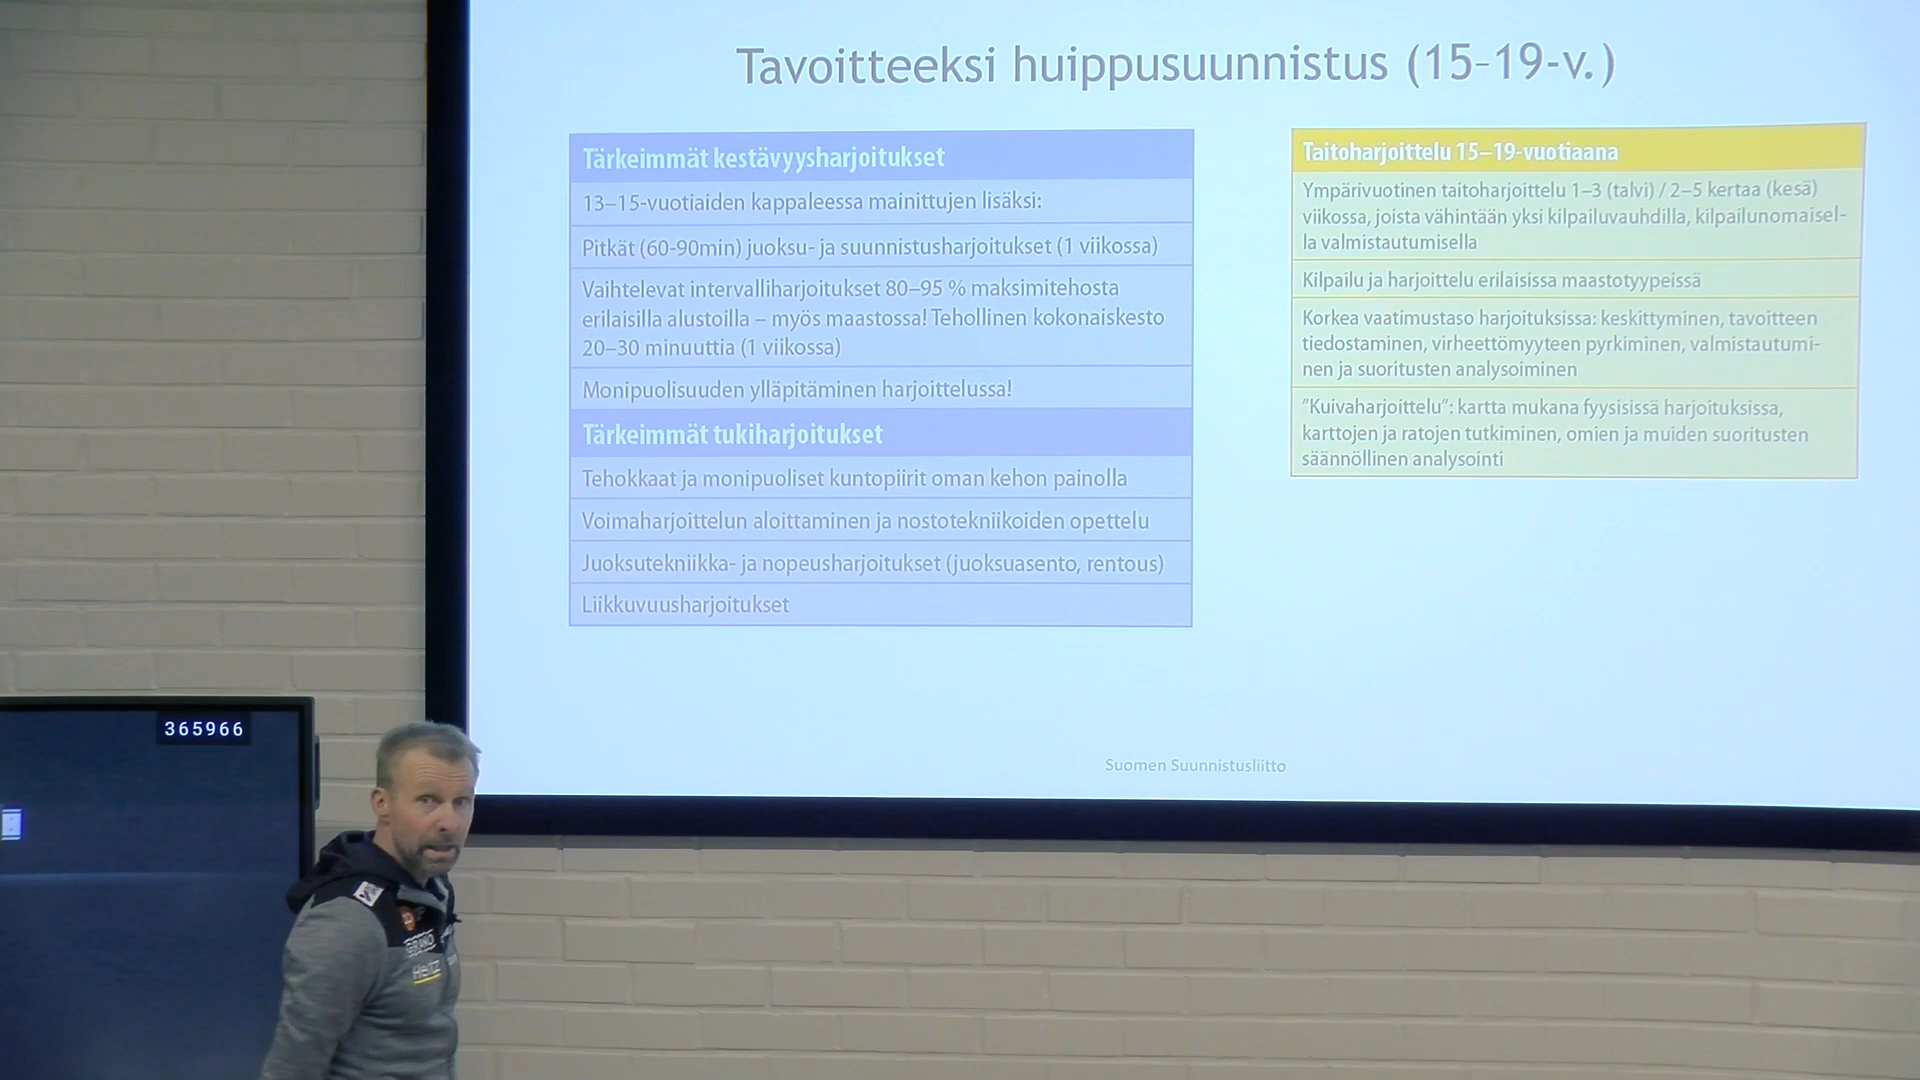 Tavoitteeksi huippusuunnistus (15-19-v.)
Tärkeimmät kestävyysharjoitukset
13–15-vuotiaiden kappaleessa mainittujen lisäksi:
Pitkät (60-90min) juoksu- ja suunnistusharjoitukset (1 viikossa)
Vaihtelevat intervalliharjoitukset 80–95 % maksimitehosta
erilaisilla alustoilla – myös maastossa! Tehollinen kokonaiskesto
20–30 minuuttia (1 viikossa)
Monipuolisuuden ylläpitäminen harjoittelussa!
Tärkeimmät tukiharjoitukset
Tehokkaat ja monipuoliset kuntopiirit oman kehon painolla
Voimaharjoittelun aloittaminen ja nostotekniikoiden opettelu
Juoksutekniikka- ja nopeusharjoitukset (juoksuasento, rentous)
Liikkuvuusharjoitukset
Taitoharjoittelu 15–19-vuotiaana
Ympärivuotinen taitoharjoittelu 1–3 (talvi) / 2–5 kertaa (kesä)
viikossa, joista vähintään yksi kilpailuvauhdilla, kilpailunomaisel-
la valmistautumisella
Kilpailu ja harjoittelu erilaisissa maastotyypeissä
Korkea vaatimustaso harjoituksissa: keskittyminen, tavoitteen
tiedostaminen, virheettömyyteen pyrkiminen, valmistautumi-
nen ja suoritusten analysoiminen
”Kuivaharjoittelu”: kartta mukana fyysisissä harjoituksissa,
karttojen ja ratojen tutkiminen, omien ja muiden suoritusten
säännöllinen analysointi
Suomen Suunnistusliitto
365966
GRANO
Hertz